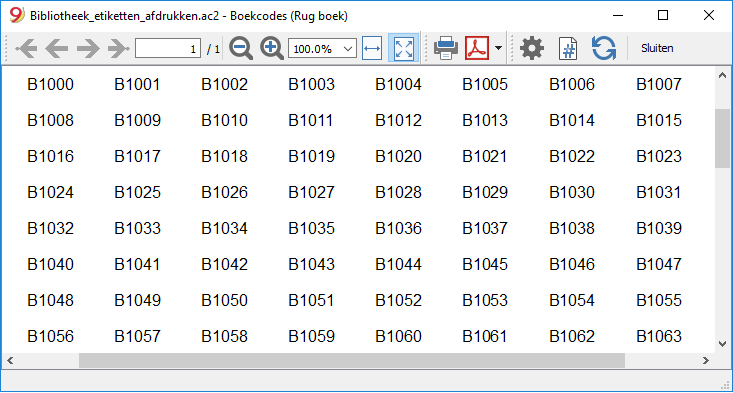 Bibliotheek_etiketten_afdrukken.ac2 - Boekcodes (Rug boek)
1 / 1 100.0% Sluiten
B1000 B1001 B1002 B1003 B1004 B1005 B1006 B1007
B1008 B1009 B1010 B1011 B1012 B1013 B1014 B1015
B1016 B1017 B1018 B1019 B1020 B1021 B1022 B1023
B1024 B1025 B1026 B1027 B1028 B1029 B1030 B1031
B1032 B1033 B1034 B1035 B1036 B1037 B1038 B1039
B1040 B1041 B1042 B1043 B1044 B1045 B1046 B1047
B1048 B1049 B1050 B1051 B1052 B1053 B1054 B1055
B1056 B1057 B1058 B1059 B1060 B1061 B1062 B1063